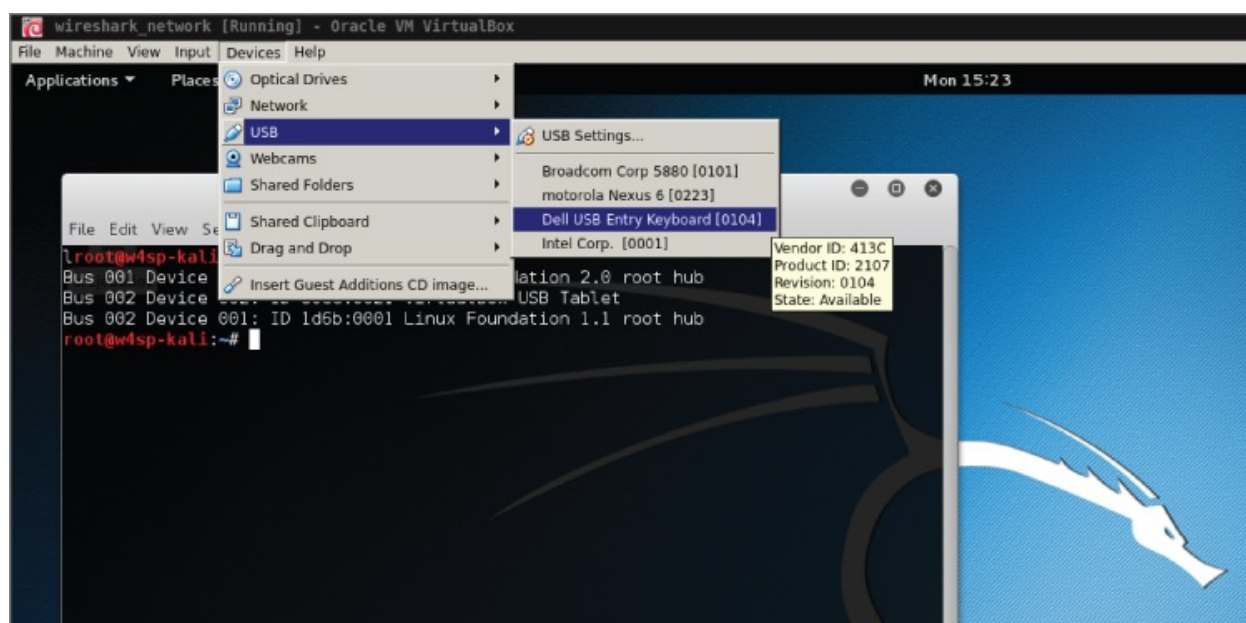 wireshark_network [Running] - Oracle VM VirtualBox
File Machine View Input Devices Help
Applications Places Mon 15:23
Optical Drives
Network
USB
Webcams
Shared Folders
Shared Clipboard
Drag and Drop
Insert Guest Additions CD image...
USB Settings...
Broadcom Corp 5880 [0101]
motorola Nexus 6 [0223]
Dell USB Entry Keyboard [0104]
Intel Corp. [0001]
Vendor ID: 413C
Product ID: 2107
Revision: 0104
State: Available
File Edit View
lroot@w4sp-kali
Bus 001 Device 2.0 root hub
Bus 002 Device USB Tablet
Bus 002 Device 001: ID 1d6b:0001 Linux Foundation 1.1 root hub
root@w4sp-kali:~#